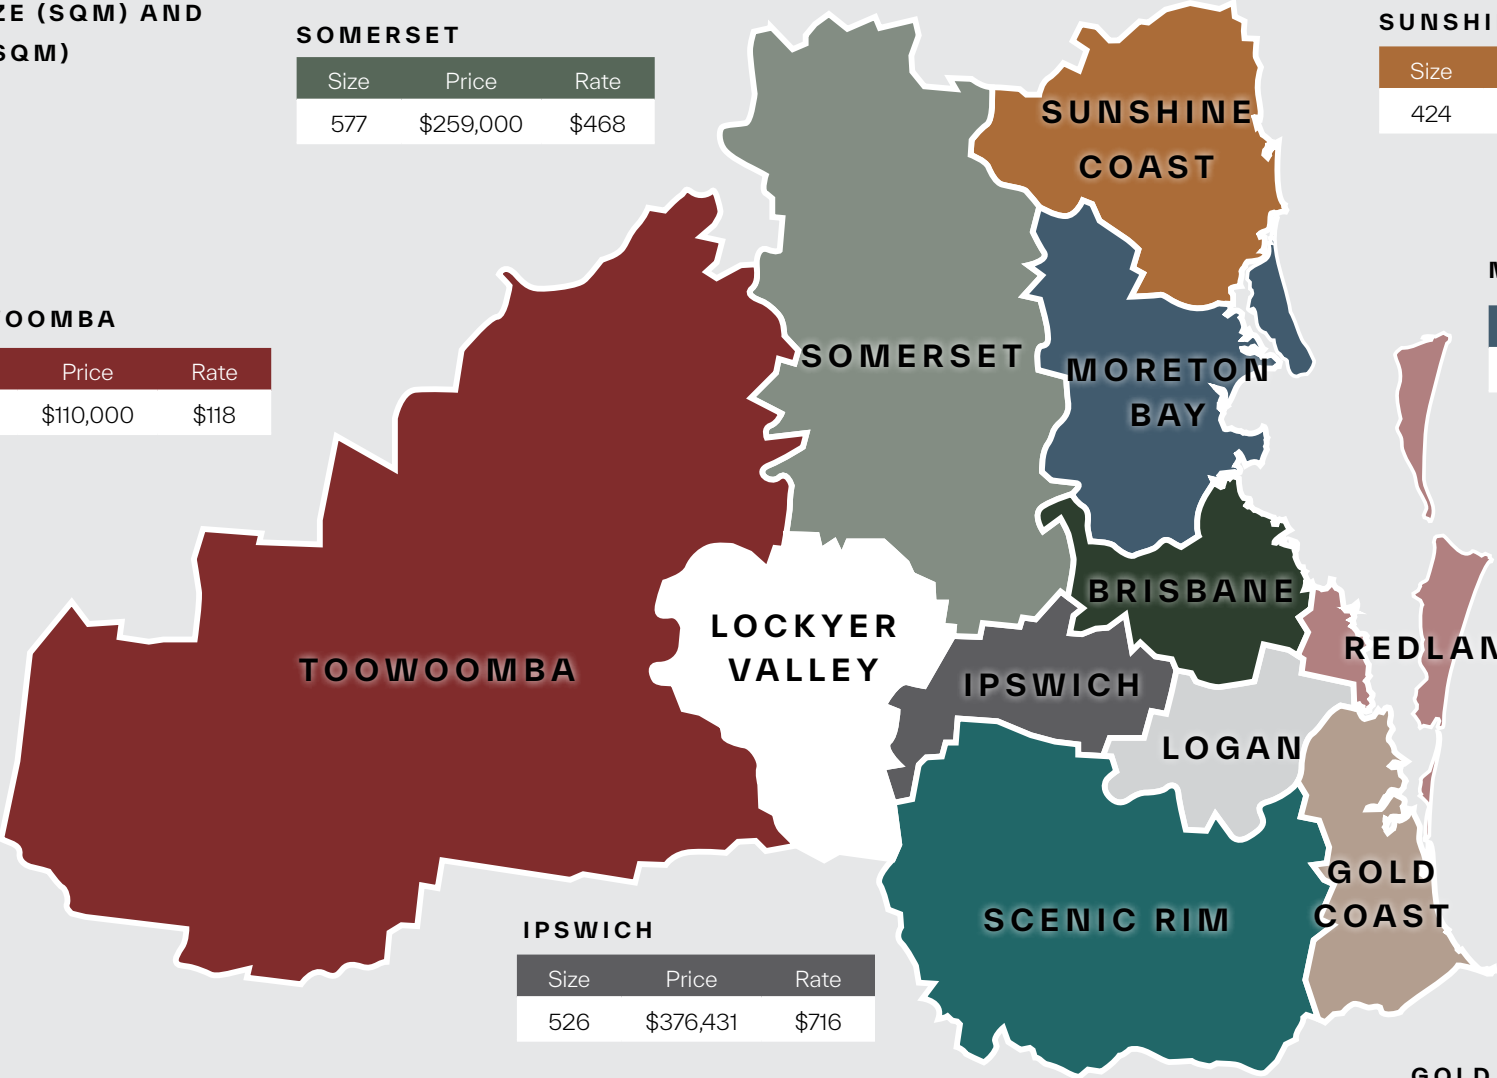 ZE (SQM) AND
SQM)
SOMERSET
Size Price Rate
577 $259,000 $468
SUNSHI
Size
424
SUNSHINE
COAST
OOMBA
Price Rate
$110,000 $118
SOMERSET
MORETON
BAY
BRISBANE
LOCKYER
VALLEY
REDLAN
TOOWOOMBA
IPSWICH
LOGAN
GOLD
COAST
SCENIC RIM
IPSWICH
Size Price Rate
526 $376,431 $716
GOLD